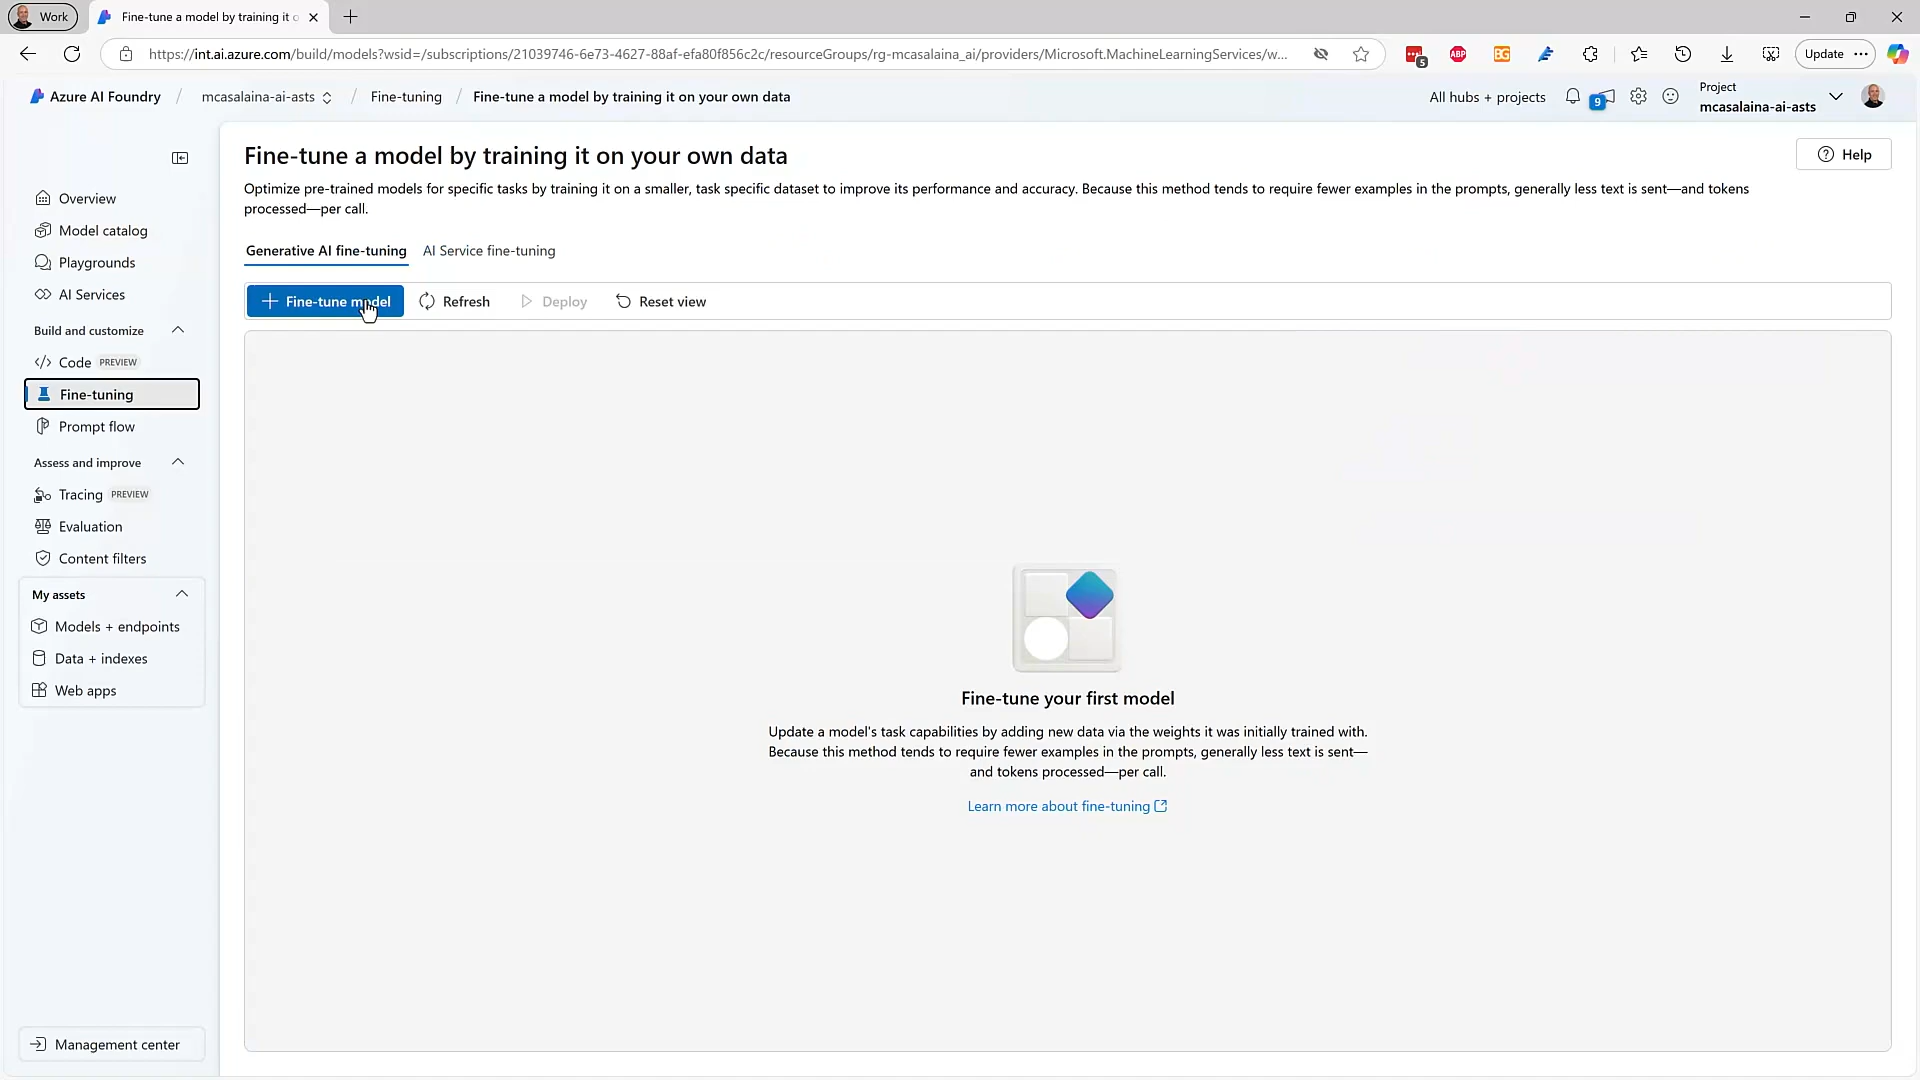 Work
Fine-tune a model by training it o
https://int.ai.azure.com/build/models?wsid=/subscriptions/21039746-6e73-4627-88af-efa80f856c2c/resourceGroups/rg-mcasalaina_ai/providers/Microsoft.MachineLearningServices/w...
5
ABP
BG
Update
Azure AI Foundry / mcasalaina-ai-asts / Fine-tuning / Fine-tune a model by training it on your own data
All hubs + projects
9
Project
mcasalaina-ai-asts
Overview
Model catalog
Playgrounds
AI Services
Build and customize
Code PREVIEW
Fine-tuning
Prompt flow
Assess and improve
Tracing PREVIEW
Evaluation
Content filters
My assets
Models + endpoints
Data + indexes
Web apps
Management center
Fine-tune a model by training it on your own data
Help
Optimize pre-trained models for specific tasks by training it on a smaller, task specific dataset to improve its performance and accuracy. Because this method tends to require fewer examples in the prompts, generally less text is sent—and tokens
processed—per call.
Generative AI fine-tuning
AI Service fine-tuning
Fine-tune model
Refresh
Deploy
Reset view
Fine-tune your first model
Update a model's task capabilities by adding new data via the weights it was initially trained with.
Because this method tends to require fewer examples in the prompts, generally less text is sent—
and tokens processed—per call.
Learn more about fine-tuning